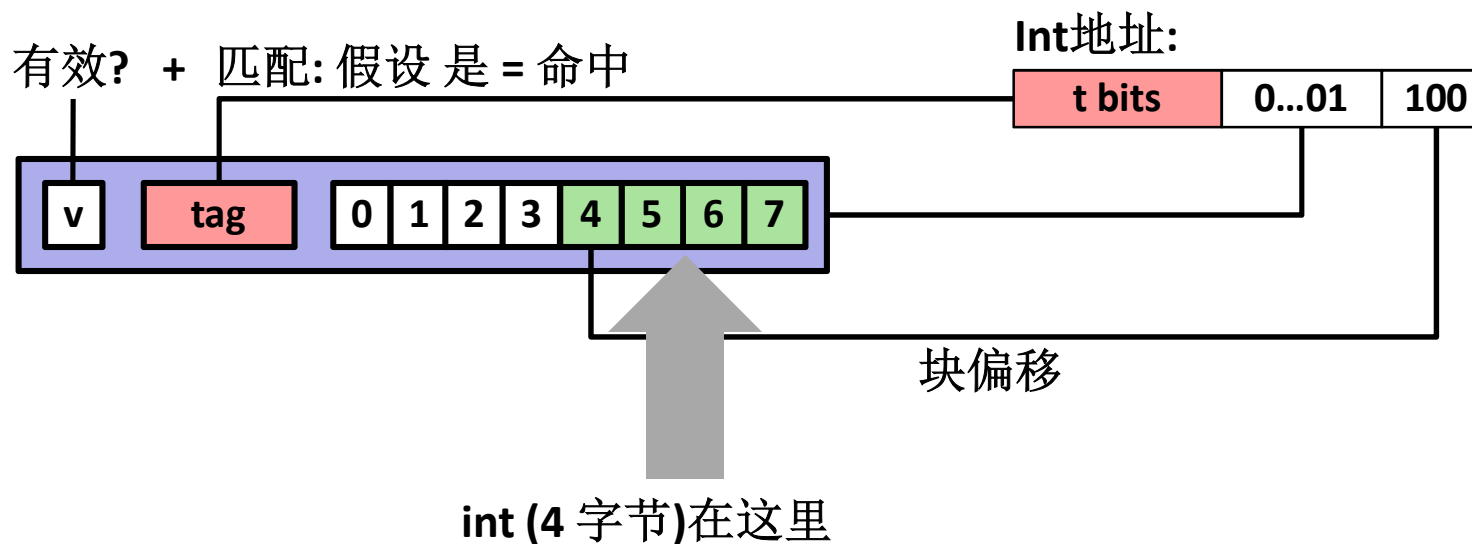 Int地址:
有效? + 匹配: 假设 是 = 命中
t bits 0...01 100
v tag 0 1 2 3 4 5 6 7
块偏移
int (4 字节)在这里